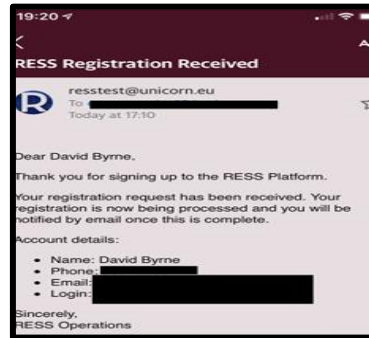 19:20
A
RESS Registration Received
R
resstest@unicorn.eu
To
Today at 17:10
Dear David Byrne,
Thank you for signing up to the RESS Platform.
Your registration request has been received. Your
registration is now being processed and you will be
notified by email once this is complete.
Account details:
• Name: David Byrne
• Phone:
• Email:
• Login:
Sincerely,
RESS Operations